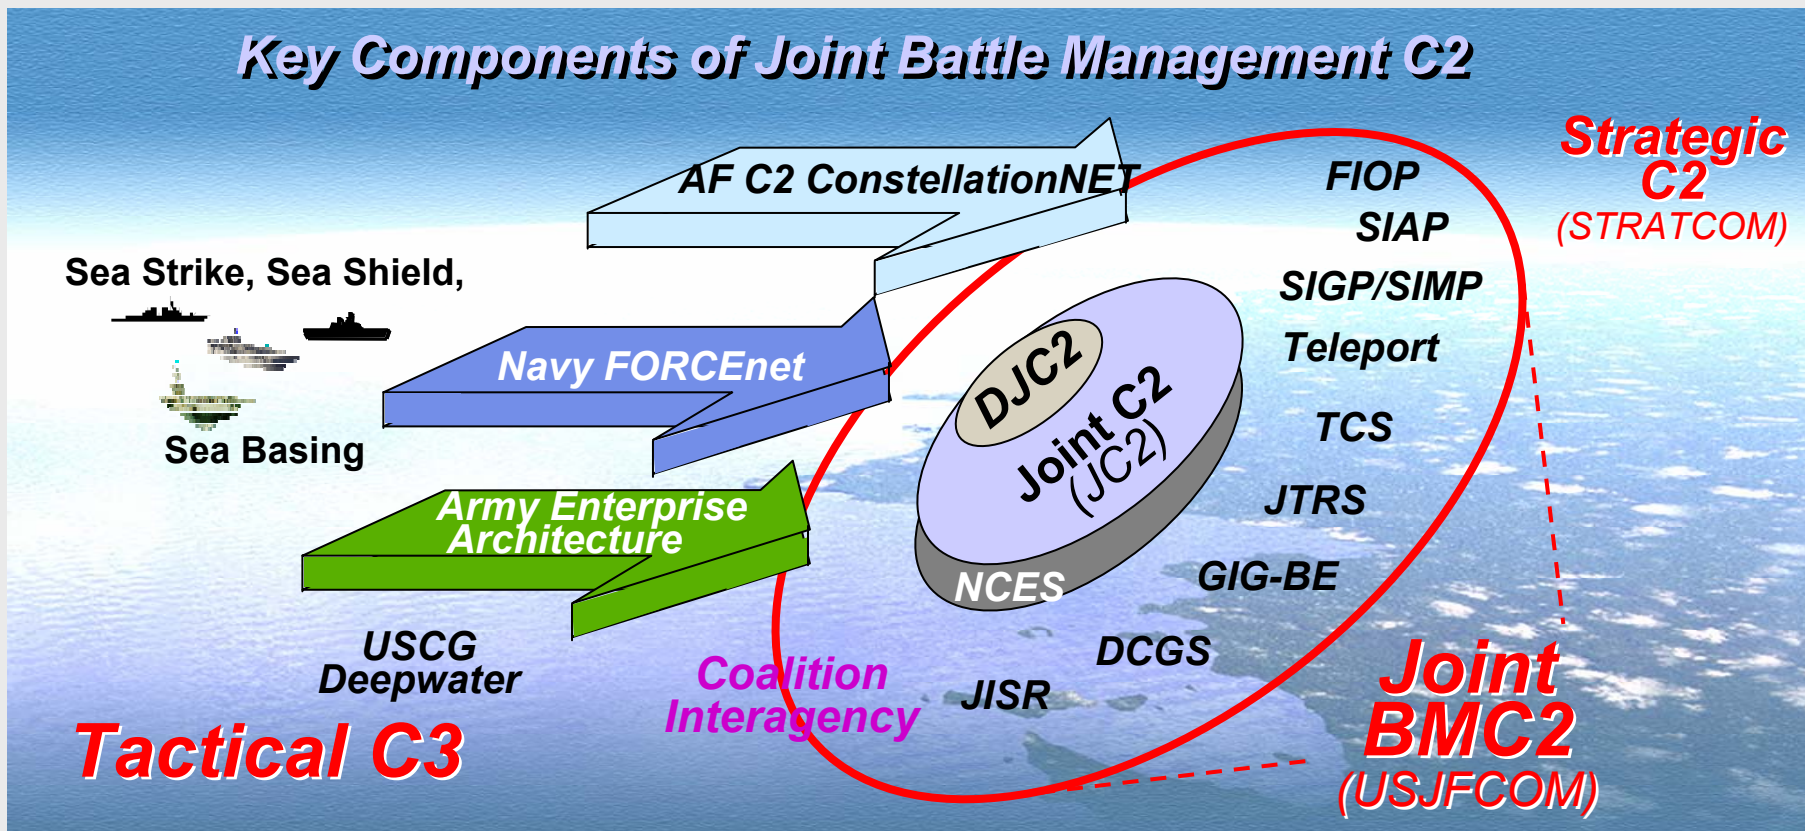 Key Components of Joint Battle Management C2
Strategic
C2
(STRATCOM)
AF C2 ConstellationNET
FIOP
SIAP
SIGP/SIMP
Teleport
TCS
JTRS
GIG-BE
DCGS
JISR
Sea Strike, Sea Shield,
Sea Basing
Navy FORCEnet
DJC2
Joint C2
(JC2)
NCES
Army Enterprise
Architecture
USCG
Deepwater
Coalition
Interagency
Tactical C3
Joint
BMC2
(USJFCOM)